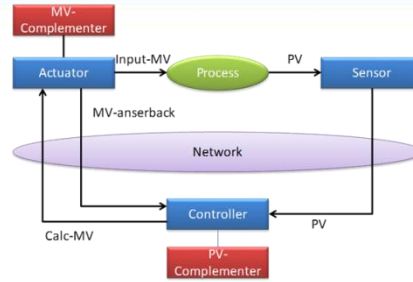 MV-
Complementer
Actuator
Input-MV
Process
PV
Sensor
MV-anserback
Network
Controller
Calc-MV
PV
PV-
Complementer